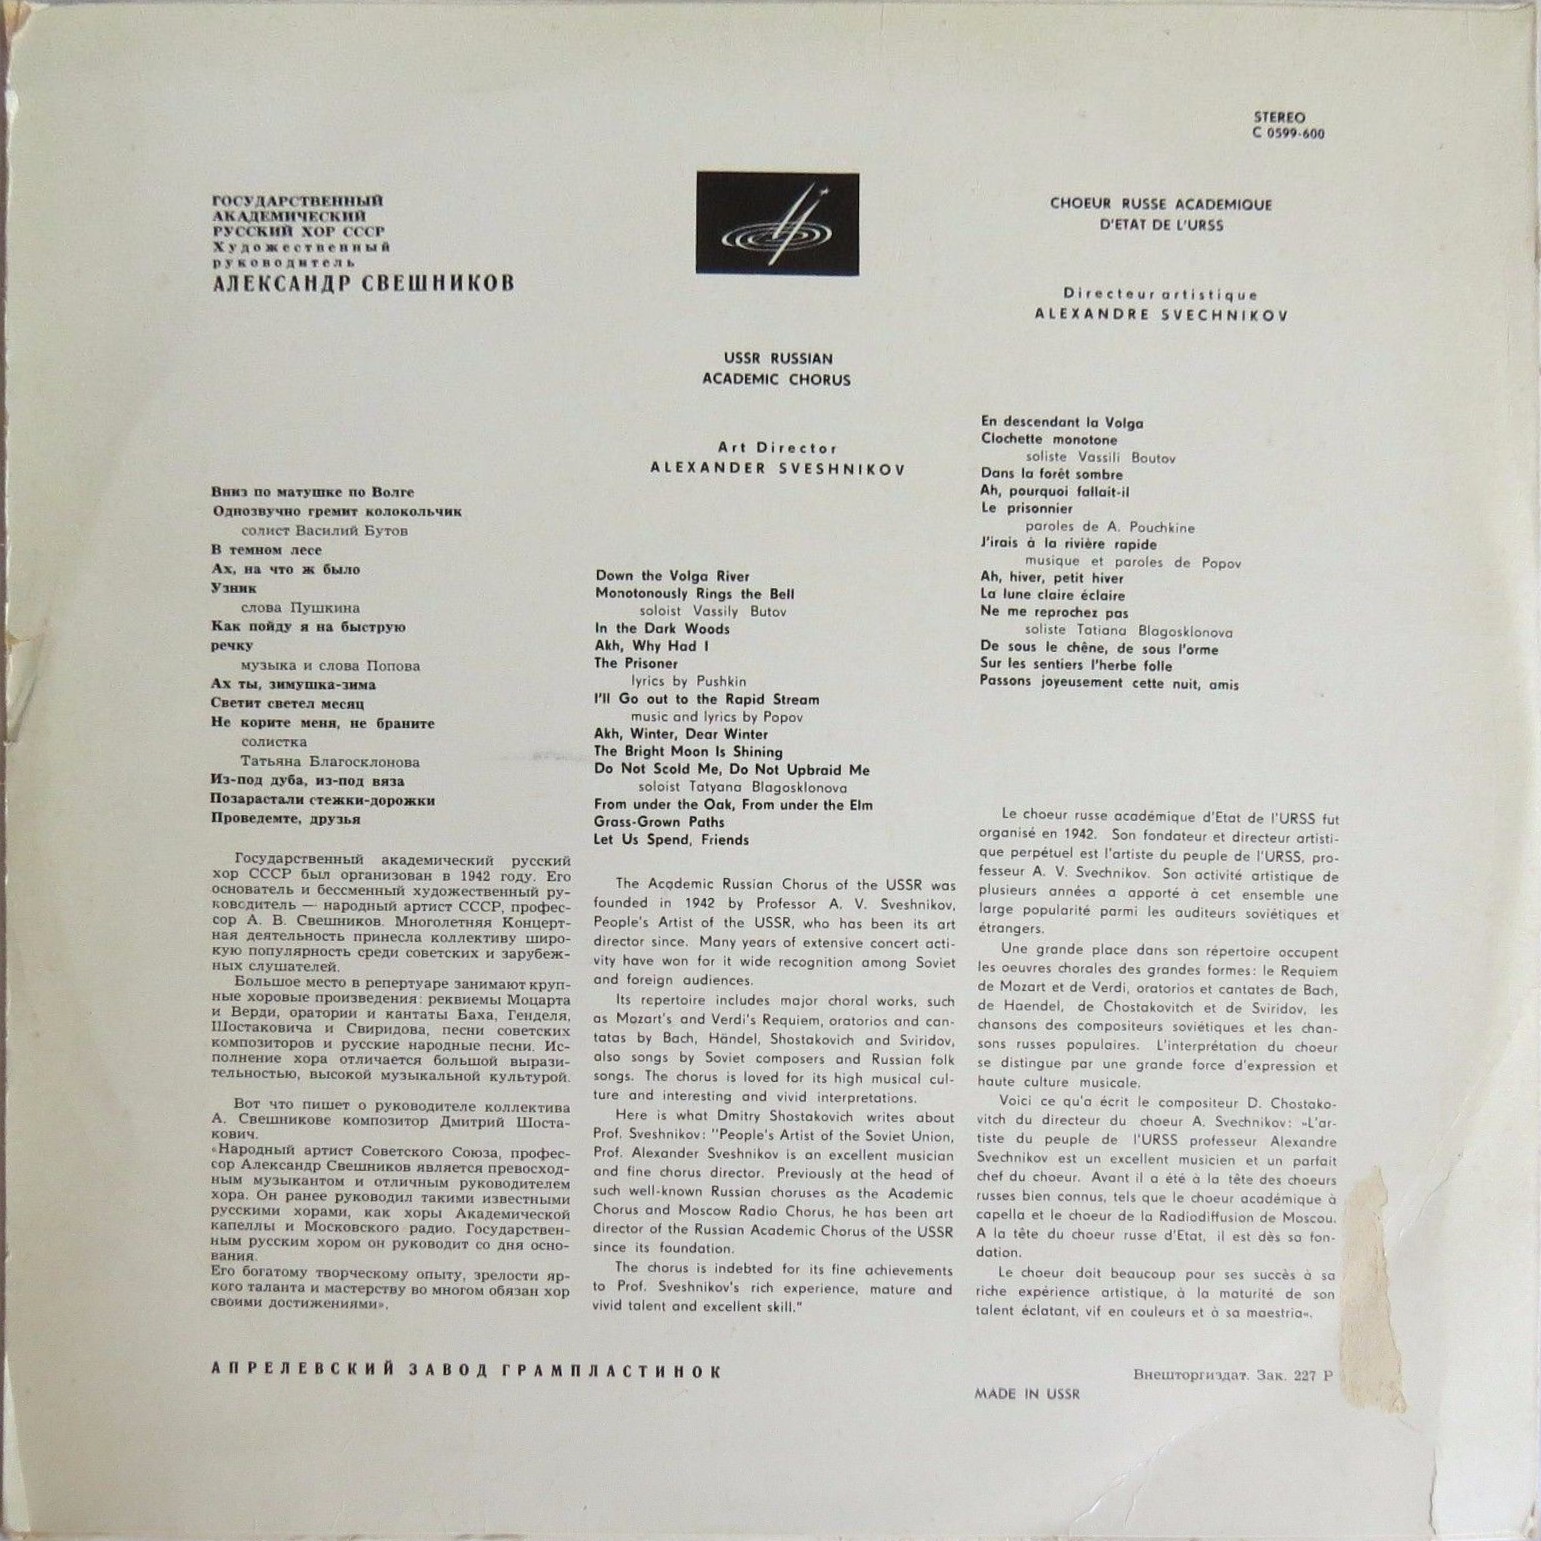 STEREO
C 0599-600
ГОСУДАРСТВЕННЫЙ
АКАДЕМИЧЕСКИЙ
РУССКИЙ ХОР СССР
Художественный
руководитель
АЛЕКСАНДР СВЕШНИКОВ
Вниз по матушке по Волге
Однозвучно гремит колокольчик
солист Василий Бутов
В темном лесе
Ах, на что ж было
Узник
слова Пушкина
Как пойду я на быструю
речку
музыка и слова Попова
Ах ты, зимушка-зима
Светит светел месяц
Не корите меня, не браните
солистка
Татьяна Благосклонова
Из-под дуба, из-под вяза
Позарастали стежки-дорожки
Проведемте, друзья
Государственный академический русский
хор СССР был организован в 1942 году. Его
основатель и бессменный художественный ру-
ководитель — народный артист СССР, профес-
сор А. В. Свешников. Многолетняя Концерт-
ная деятельность принесла коллективу широ-
кую популярность среди советских и зарубеж-
ных слушателей.
Большое место в репертуаре занимают круп-
ные хоровые произведения: реквиемы Моцарта
и Верди, оратории и кантаты Баха, Генделя,
Шостаковича и Свиридова, песни советских
композиторов и русские народные песни. Ис-
полнение хора отличается большой вырази-
тельностью, высокой музыкальной культурой.
Вот что пишет о руководителе коллектива
А. Свешникове композитор Дмитрий Шоста-
кович.
«Народный артист Советского Союза, профес-
сор Александр Свешников является превосход-
ным музыкантом и отличным руководителем
хора. Он ранее руководил такими известными
русскими хорами, как хоры Академической
капеллы и Московского радио. Государствен-
ным русским хором он руководит со дня осно-
вания.
Его богатому творческому опыту, зрелости яр-
кого таланта и мастерству во многом обязан хор
своими достижениями».
USSR RUSSIAN
ACADEMIC CHORUS
Art Director
ALEXANDER SVESHNIKOV
Down the Volga River
Monotonously Rings the Bell
soloist Vassily Butov
In the Dark Woods
Akh, Why Had I
The Prisoner
lyrics by Pushkin
I'll Go out to the Rapid Stream
music and lyrics by Popov
Akh, Winter, Dear Winter
The Bright Moon Is Shining
Do Not Scold Me, Do Not Upbraid Me
soloist Tatyana Blagosklonova
From under the Oak, From under the Elm
Grass-Grown Paths
Let Us Spend, Friends
The Academic Russian Chorus of the USSR was
founded in 1942 by Professor A. V. Sveshnikov,
People's Artist of the USSR, who has been its art
director since. Many years of extensive concert acti-
vity have won for it wide recognition among Soviet
and foreign audiences.
Its repertoire includes major choral works, such
as Mozart's and Verdi's Requiem, oratorios and can-
tatas by Bach, Händel, Shostakovich and Sviridov,
also songs by Soviet composers and Russian folk
songs. The chorus is loved for its high musical cul-
ture and interesting and vivid interpretations.
Here is what Dmitry Shostakovich writes about
Prof. Sveshnikov: "People's Artist of the Soviet Union,
Prof. Alexander Sveshnikov is an excellent musician
and fine chorus director. Previously at the head of
such well-known Russian choruses as the Academic
Chorus and Moscow Radio Chorus, he has been art
director of the Russian Academic Chorus of the USSR
since its foundation.
The chorus is indebted for its fine achievements
to Prof. Sveshnikov's rich experience, mature and
vivid talent and excellent skill."
CHOEUR RUSSE ACADEMIQUE
D'ETAT DE L'URSS
Directeur artistique
ALEXANDRE SVECHNIKOV
En descendant la Volga
Clochette monotone
soliste Vassili Boutov
Dans la forêt sombre
Ah, pourquoi fallait-il
Le prisonnier
paroles de A. Pouchkine
J'irais à la rivière rapide
musique et paroles de Popov
Ah, hiver, petit hiver
La lune claire éclaire
Ne me reprochez pas
soliste Tatiana Blagosklonova
De sous le chêne, de sous l'orme
Sur les sentiers l'herbe folle
Passons joyeusement cette nuit, amis
Le choeur russe académique d'Etat de l'URSS fut
organisé en 1942. Son fondateur et directeur artisti-
que perpétuel est l'artiste du peuple de l'URSS, pro-
fesseur A. V. Svechnikov. Son activité artistique de
plusieurs années a apporté à cet ensemble une
large popularité parmi les auditeurs soviétiques et
étrangers.
Une grande place dans son répertoire occupent
les oeuvres chorales des grandes formes: le Requiem
de Mozart et de Verdi, oratorios et cantates de Bach,
de Haendel, de Chostakovitch et de Sviridov, les
chansons des compositeurs soviétiques et les chan-
sons russes populaires. L'interprétation du choeur
se distingue par une grande force d'expression et
haute culture musicale.
Voici ce qu'a écrit le compositeur D. Chostako-
vitch du directeur du choeur A. Svechnikov: »L'ar-
tiste du peuple de l'URSS professeur Alexandre
Svechnikov est un excellent musicien et un parfait
chef du choeur. Avant il a été à la tête des choeurs
russes bien connus, tels que le choeur académique à
capella et le choeur de la Radiodiffusion de Moscou.
A la tête du choeur russe d'Etat, il est dès sa fon-
dation.
Le choeur doit beaucoup pour ses succès à sa
riche expérience artistique, à la maturité de son
talent éclatant, vif en couleurs et à sa maestria«.
АПРЕЛЕВСКИЙ ЗАВОД ГРАМПЛАСТИНОК
Внешторгиздат. Зак. 227 Р
MADE IN USSR